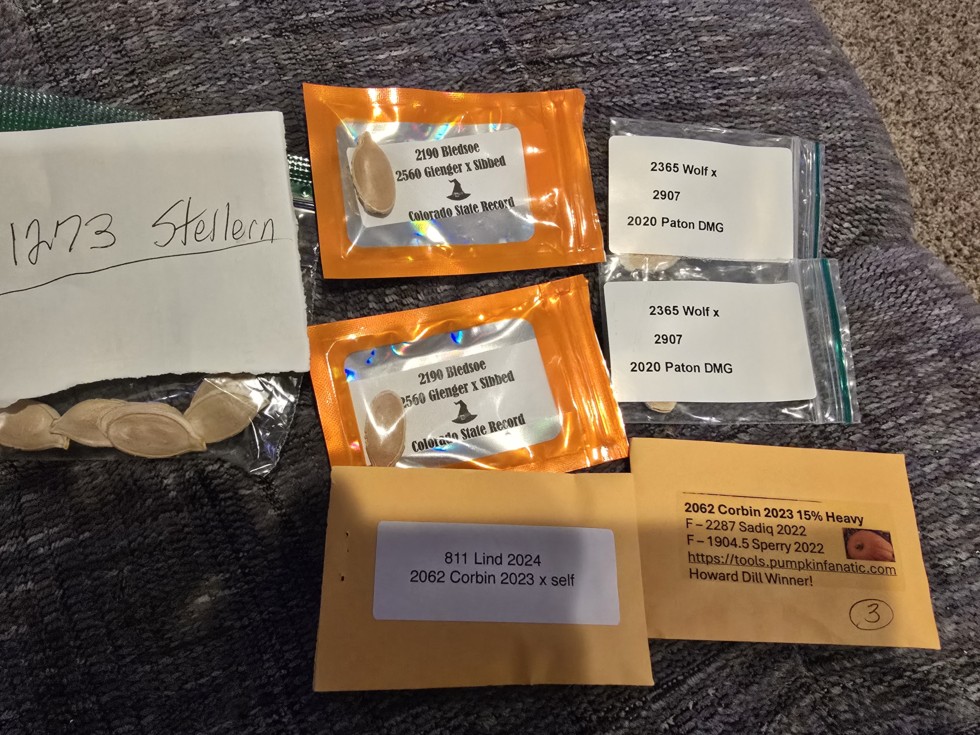 1273 Stellern
2190 Bledsoe
2560 Glenger x Sibbed
Colorado State Record
2365 Wolf x
2907
2020 Paton DMG
2190 Bledsoe
2560 Glenger x Sibbed
Colorado State Record
2365 Wolf x
2907
2020 Paton DMG
811 Lind 2024
2062 Corbin 2023 x self
2062 Corbin 2023 15% Heavy
F – 2287 Sadiq 2022
F – 1904.5 Sperry 2022
https://tools.pumpkinfanatic.com
Howard Dill Winner!
3